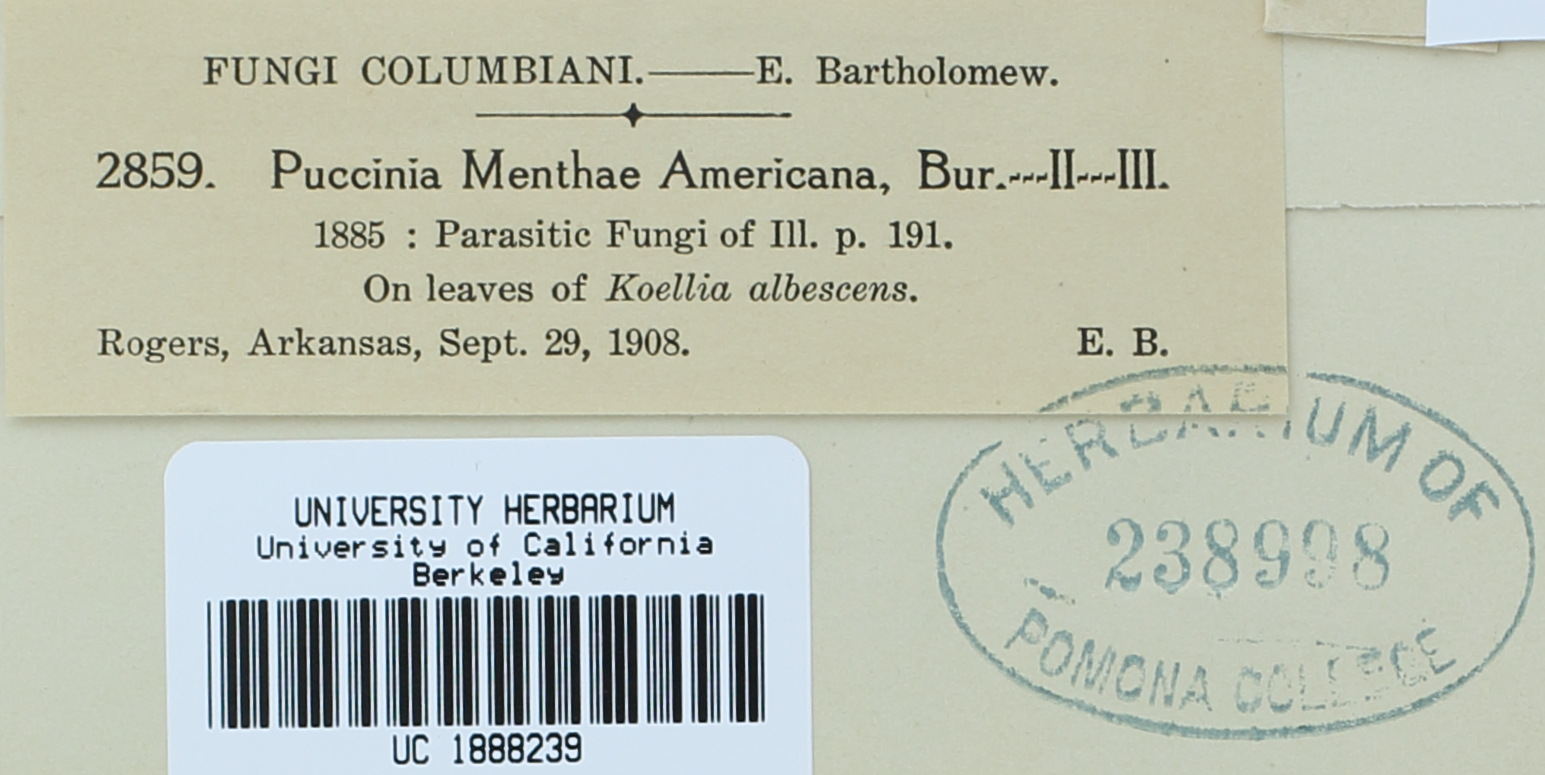 FUNGI COLUMBIANI.——E. Bartholomew.
2859. Puccinia Menthae Americana, Bur.---II---III.
1885 : Parasitic Fungi of Ill. p. 191.
On leaves of Koellia albescens.
Rogers, Arkansas, Sept. 29, 1908. E. B.
UNIVERSITY HERBARIUM
University of California
Berkeley
UC 1888239
HERBARIUM OF
238998
POMONA COLLEGE